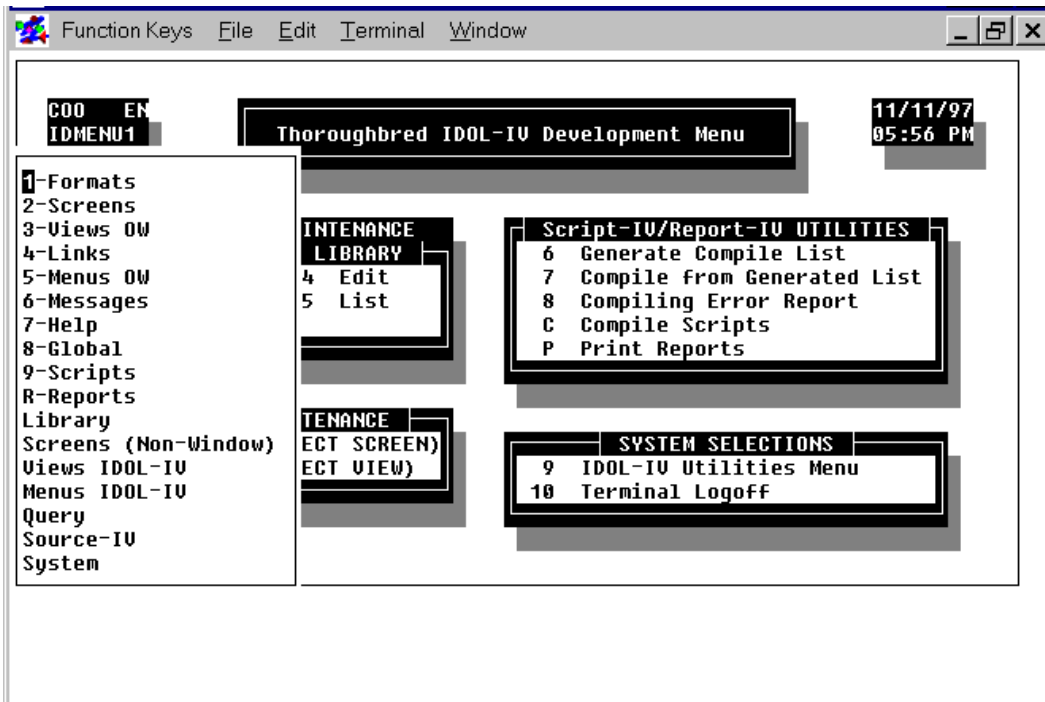 Function Keys File Edit Terminal Window
COO EN
IDMENU1
Thoroughbred IDOL-IV Development Menu
11/11/97
05:56 PM
1-Formats
2-Screens
3-Views OW
4-Links
5-Menus OW
6-Messages
7-Help
8-Global
9-Scripts
R-Reports
Library
Screens (Non-Window)
Views IDOL-IV
Menus IDOL-IV
Query
Source-IV
System
INTENANCE
LIBRARY
4 Edit
5 List
TENANCE
ECT SCREEN)
ECT VIEW)
Script-IV/Report-IV UTILITIES
6 Generate Compile List
7 Compile from Generated List
8 Compiling Error Report
C Compile Scripts
P Print Reports
SYSTEM SELECTIONS
9 IDOL-IV Utilities Menu
10 Terminal Logoff